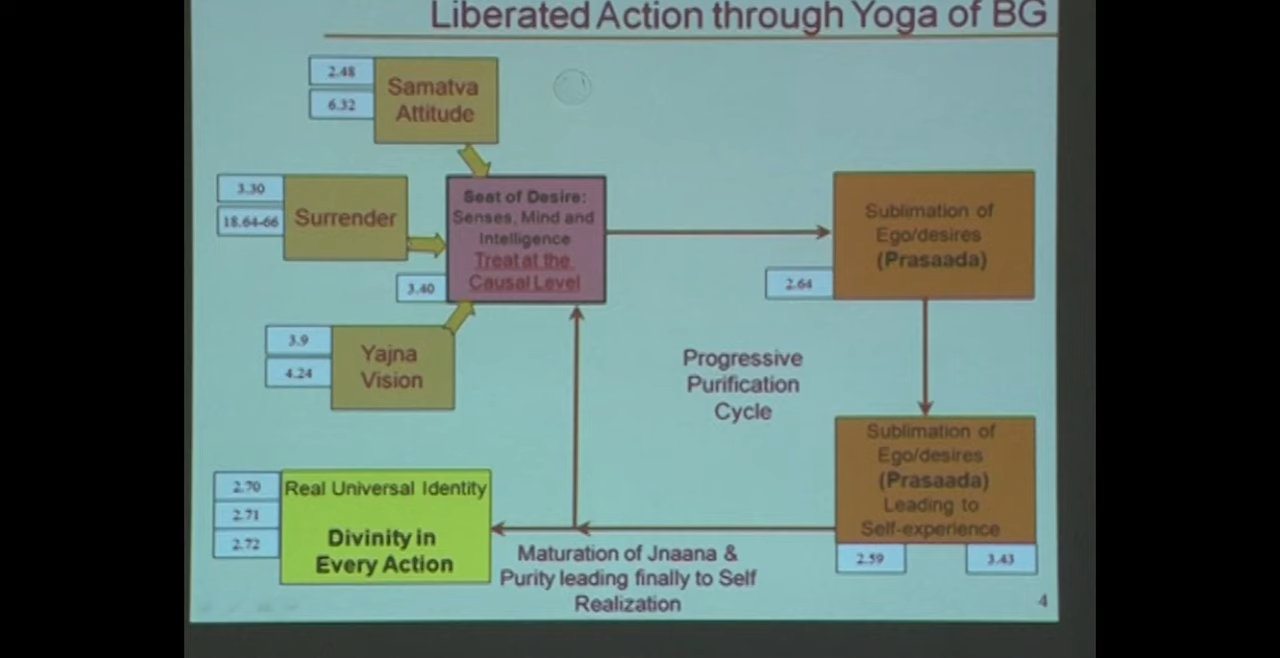 Liberated Action through Yoga of BG
2.48
6.32
Samatva
Attitude
3.30
18.64-66
Surrender
Seat of Desire:
Senses, Mind and
Intelligence
Treat at the
Causal Level
3.40
3.9
4.24
Yajna
Vision
Sublimation of
Ego/desires
(Prasaada)
2.64
Progressive
Purification
Cycle
Sublimation of
Ego/desires
(Prasaada)
Leading to
Self-experience
2.59
3.43
2.70
2.71
2.72
Real Universal Identity
Divinity in
Every Action
Maturation of Jnaana &
Purity leading finally to Self
Realization
4